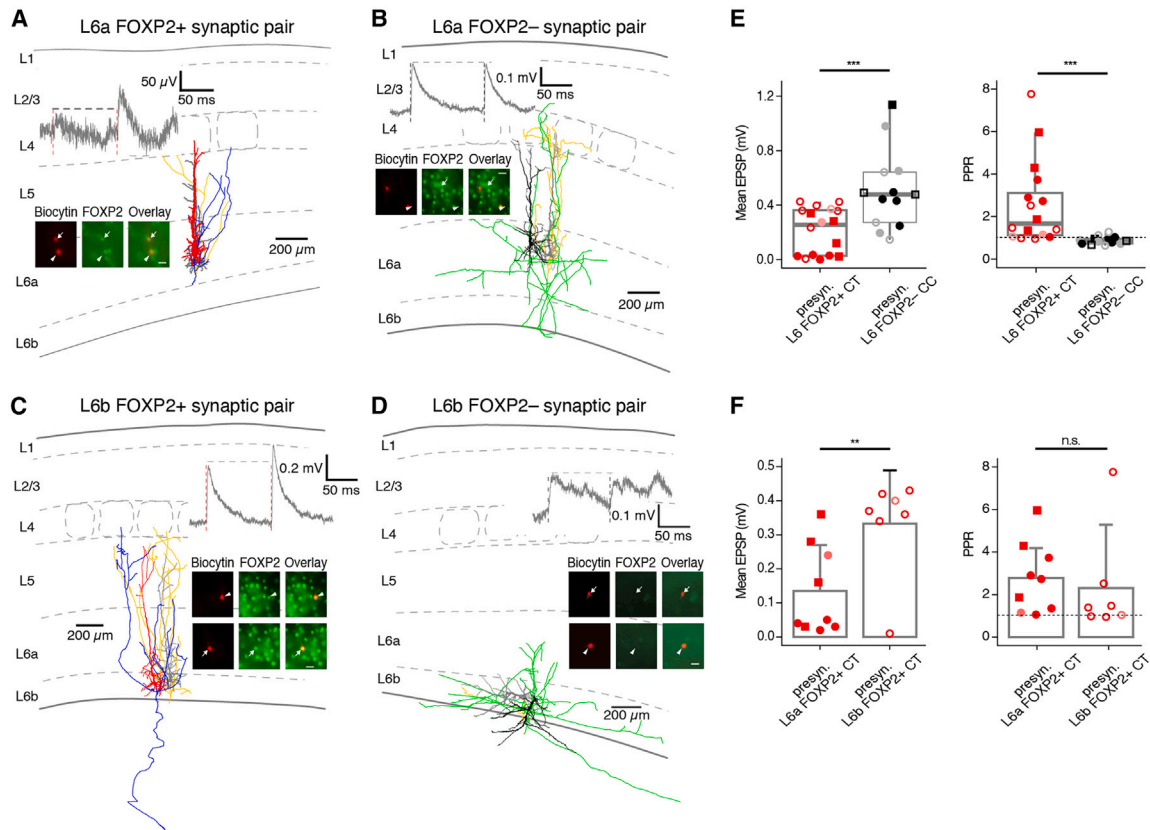 A
L6a FOXP2+ synaptic pair
L1
L2/3
L4
L5
L6a
L6b
50 µV
50 ms
Biocytin FOXP2 Overlay
200 µm
B
L6a FOXP2– synaptic pair
L1
L2/3
L4
L5
L6a
L6b
0.1 mV
50 ms
Biocytin FOXP2 Overlay
200 µm
E
***
Mean EPSP (mV)
1.2
0.8
0.4
0.0
presyn.
L6 FOXP2+ CT
presyn.
L6 FOXP2– CC
***
PPR
8
6
4
2
0
presyn.
L6 FOXP2+ CT
presyn.
L6 FOXP2– CC
C
L6b FOXP2+ synaptic pair
L1
L2/3
L4
L5
L6a
L6b
0.2 mV
50 ms
Biocytin FOXP2 Overlay
200 µm
D
L6b FOXP2– synaptic pair
L1
L2/3
L4
L5
L6a
L6b
0.1 mV
50 ms
Biocytin FOXP2 Overlay
200 µm
F
**
Mean EPSP (mV)
0.5
0.4
0.3
0.2
0.1
0.0
presyn.
L6a FOXP2+ CT
presyn.
L6b FOXP2+ CT
n.s.
PPR
8
6
4
2
0
presyn.
L6a FOXP2+ CT
presyn.
L6b FOXP2+ CT